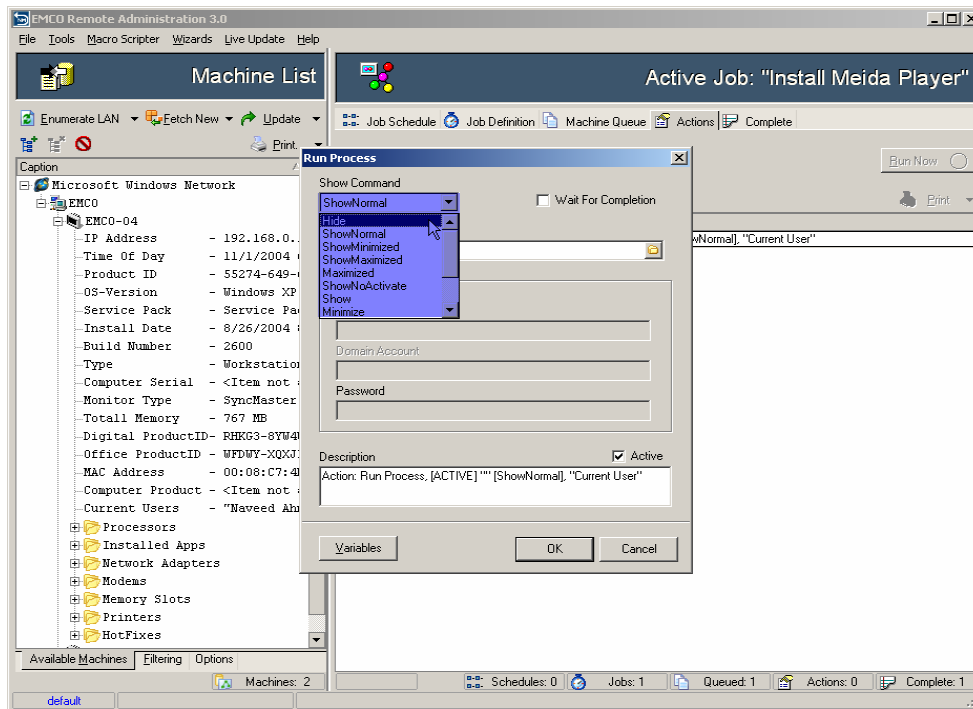 EMCO Remote Administration 3.0
File Tools Macro Scripter Wizards Live Update Help
Machine List
Active Job: "Install Meida Player"
Enumerate LAN Fetch New Update
Print
Job Schedule Job Definition Machine Queue Actions Complete
Caption
Run Now
Print
Microsoft Windows Network
EMCO
EMCO-04
IP Address - 192.168.0.
Time Of Day - 11/1/2004
Product ID - 55274-649-
OS-Version - Windows XP
Service Pack - Service Pa
Install Date - 8/26/2004
Build Number - 2600
Type - Workstation
Computer Serial - <Item not
Monitor Type - SyncMaster
Totall Memory - 767 MB
Digital ProductID- RHKG3-8YW4
Office ProductID - WFDWY-XQXJ
MAC Address - 00:08:C7:4
Computer Product - <Item not
Current Users - "Naveed Ah
Processors
Installed Apps
Network Adapters
Modems
Memory Slots
Printers
HotFixes
Available Machines Filtering Options
Machines: 2
default
Run Process
Show Command
ShowNormal
Wait For Completion
Hide
ShowNormal
ShowMinimized
ShowMaximized
Maximized
ShowNoActivate
Show
Minimize
Domain Account
Password
Description
Active
Action: Run Process, [ACTIVE] "" [ShowNormal], "Current User"
Variables OK Cancel
wNormal], "Current User"
Schedules: 0 Jobs: 1 Queued: 1 Actions: 0 Complete: 1